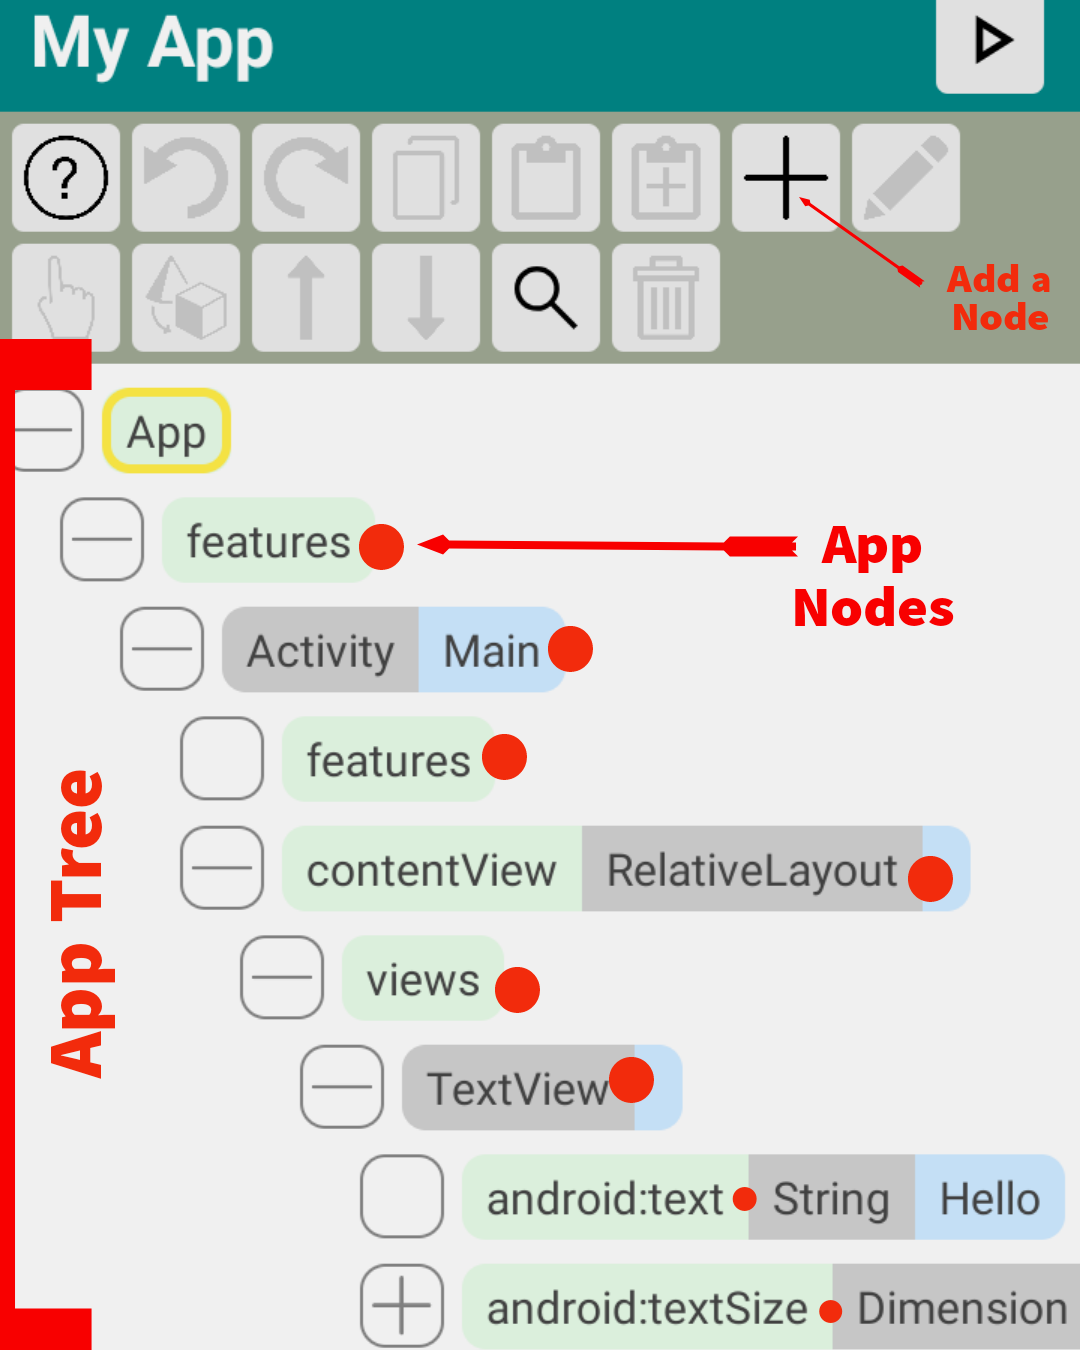 My App
?
Add a
Node
App
features
App
Nodes
Activity Main
features
contentView RelativeLayout
views
TextView
android:text String Hello
android:textSize Dimension
App Tree